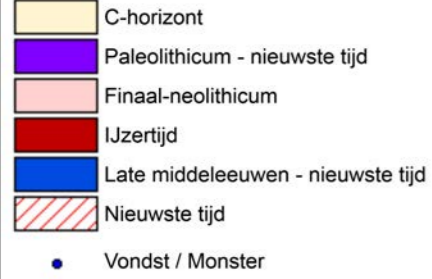 C-horizont
Paleolithicum - nieuwste tijd
Finaal-neolithicum
IJzertijd
Late middeleeuwen - nieuwste tijd
Nieuwste tijd
Vondst / Monster